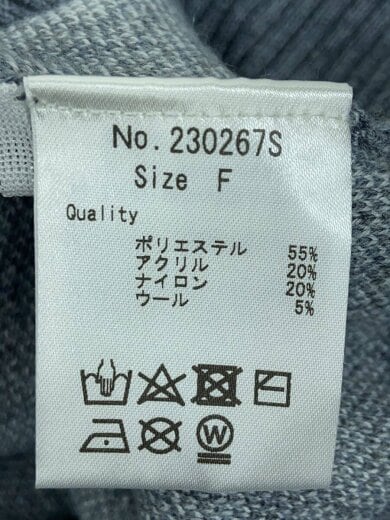 No. 230267S
Size F
Quality
ポリエステル 55%
アクリル 20%
ナイロン 20%
ウール 5%
W